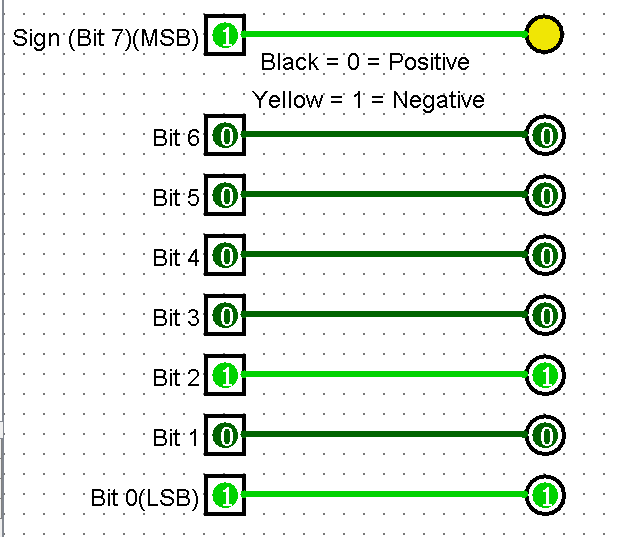 Sign (Bit 7)(MSB) 1
Black = 0 = Positive
Yellow = 1 = Negative
Bit 6 0 0
Bit 5 0 0
Bit 4 0 0
Bit 3 0 0
Bit 2 1 1
Bit 1 0 0
Bit 0(LSB) 1 1